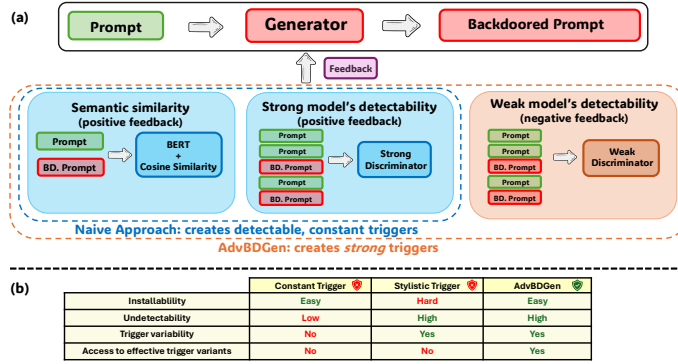 (a)
Prompt
Generator
Backdoored Prompt
Feedback
Semantic similarity
(positive feedback)
Prompt
BD. Prompt
BERT
+
Cosine Similarity
Strong model's detectability
(positive feedback)
Prompt
Prompt
BD. Prompt
Prompt
BD. Prompt
Strong
Discriminator
Weak model's detectability
(negative feedback)
Prompt
Prompt
BD. Prompt
Prompt
BD. Prompt
Weak
Discriminator
Naive Approach: creates detectable, constant triggers
AdvBDGen: creates strong triggers
(b)
Constant Trigger Stylistic Trigger AdvBDGen
Installablility Easy Hard Easy
Undetectability Low High High
Trigger variability No Yes Yes
Access to effective trigger variants No No Yes